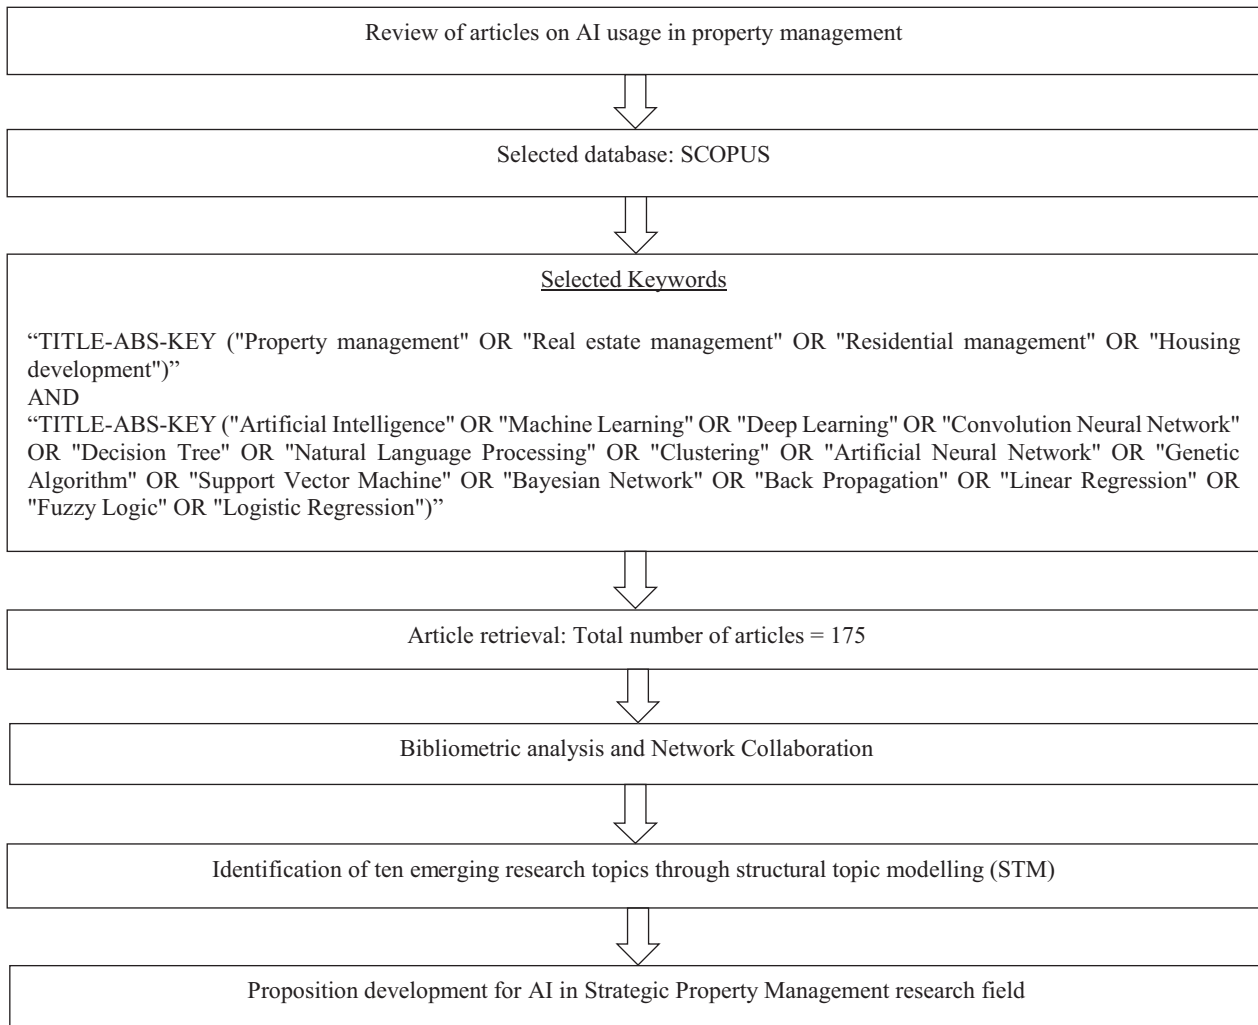 Review of articles on AI usage in property management
Selected database: SCOPUS
Selected Keywords
“TITLE-ABS-KEY ("Property management" OR "Real estate management" OR "Residential management" OR "Housing
development")”
AND
“TITLE-ABS-KEY ("Artificial Intelligence" OR "Machine Learning" OR "Deep Learning" OR "Convolution Neural Network"
OR "Decision Tree" OR "Natural Language Processing" OR "Clustering" OR "Artificial Neural Network" OR "Genetic
Algorithm" OR "Support Vector Machine" OR "Bayesian Network" OR "Back Propagation" OR "Linear Regression" OR
"Fuzzy Logic" OR "Logistic Regression")”
Article retrieval: Total number of articles = 175
Bibliometric analysis and Network Collaboration
Identification of ten emerging research topics through structural topic modelling (STM)
Proposition development for AI in Strategic Property Management research field